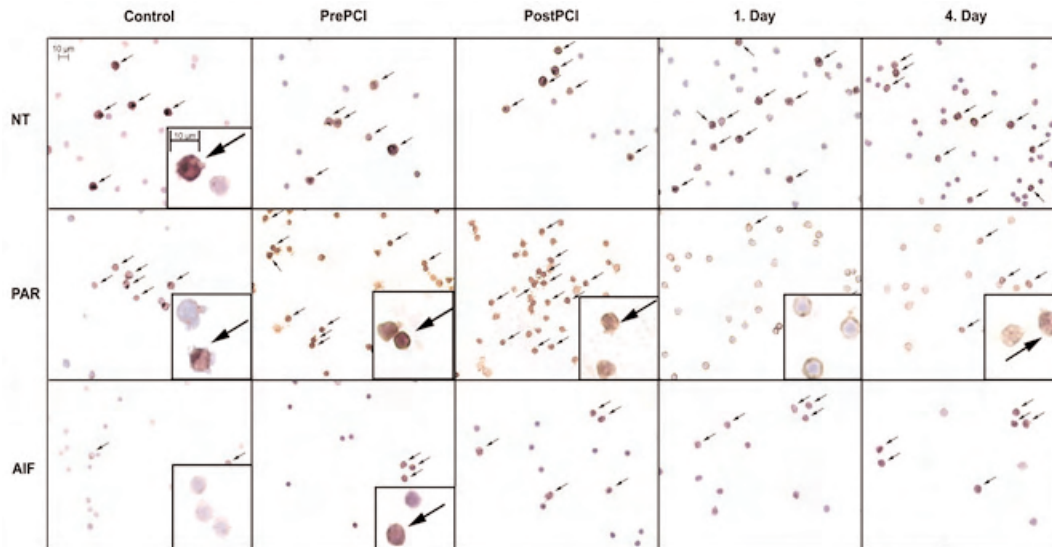 Control PrePCI PostPCI 1. Day 4. Day
10 µm
NT
10 µm
PAR
AIF